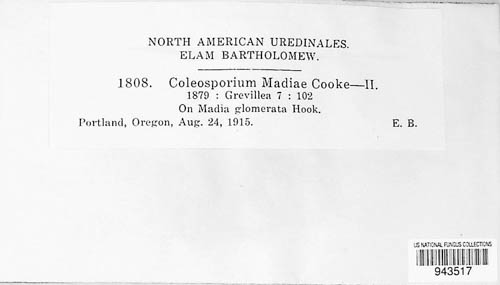 NORTH AMERICAN UREDINALES.
ELAM BARTHOLOMEW.
1808. Coleosporium Madiae Cooke—II.
1879 : Grevillea 7 : 102
On Madia glomerata Hook.
Portland, Oregon, Aug. 24, 1915. E. B.
US NATIONAL FUNGUS COLLECTIONS
943517